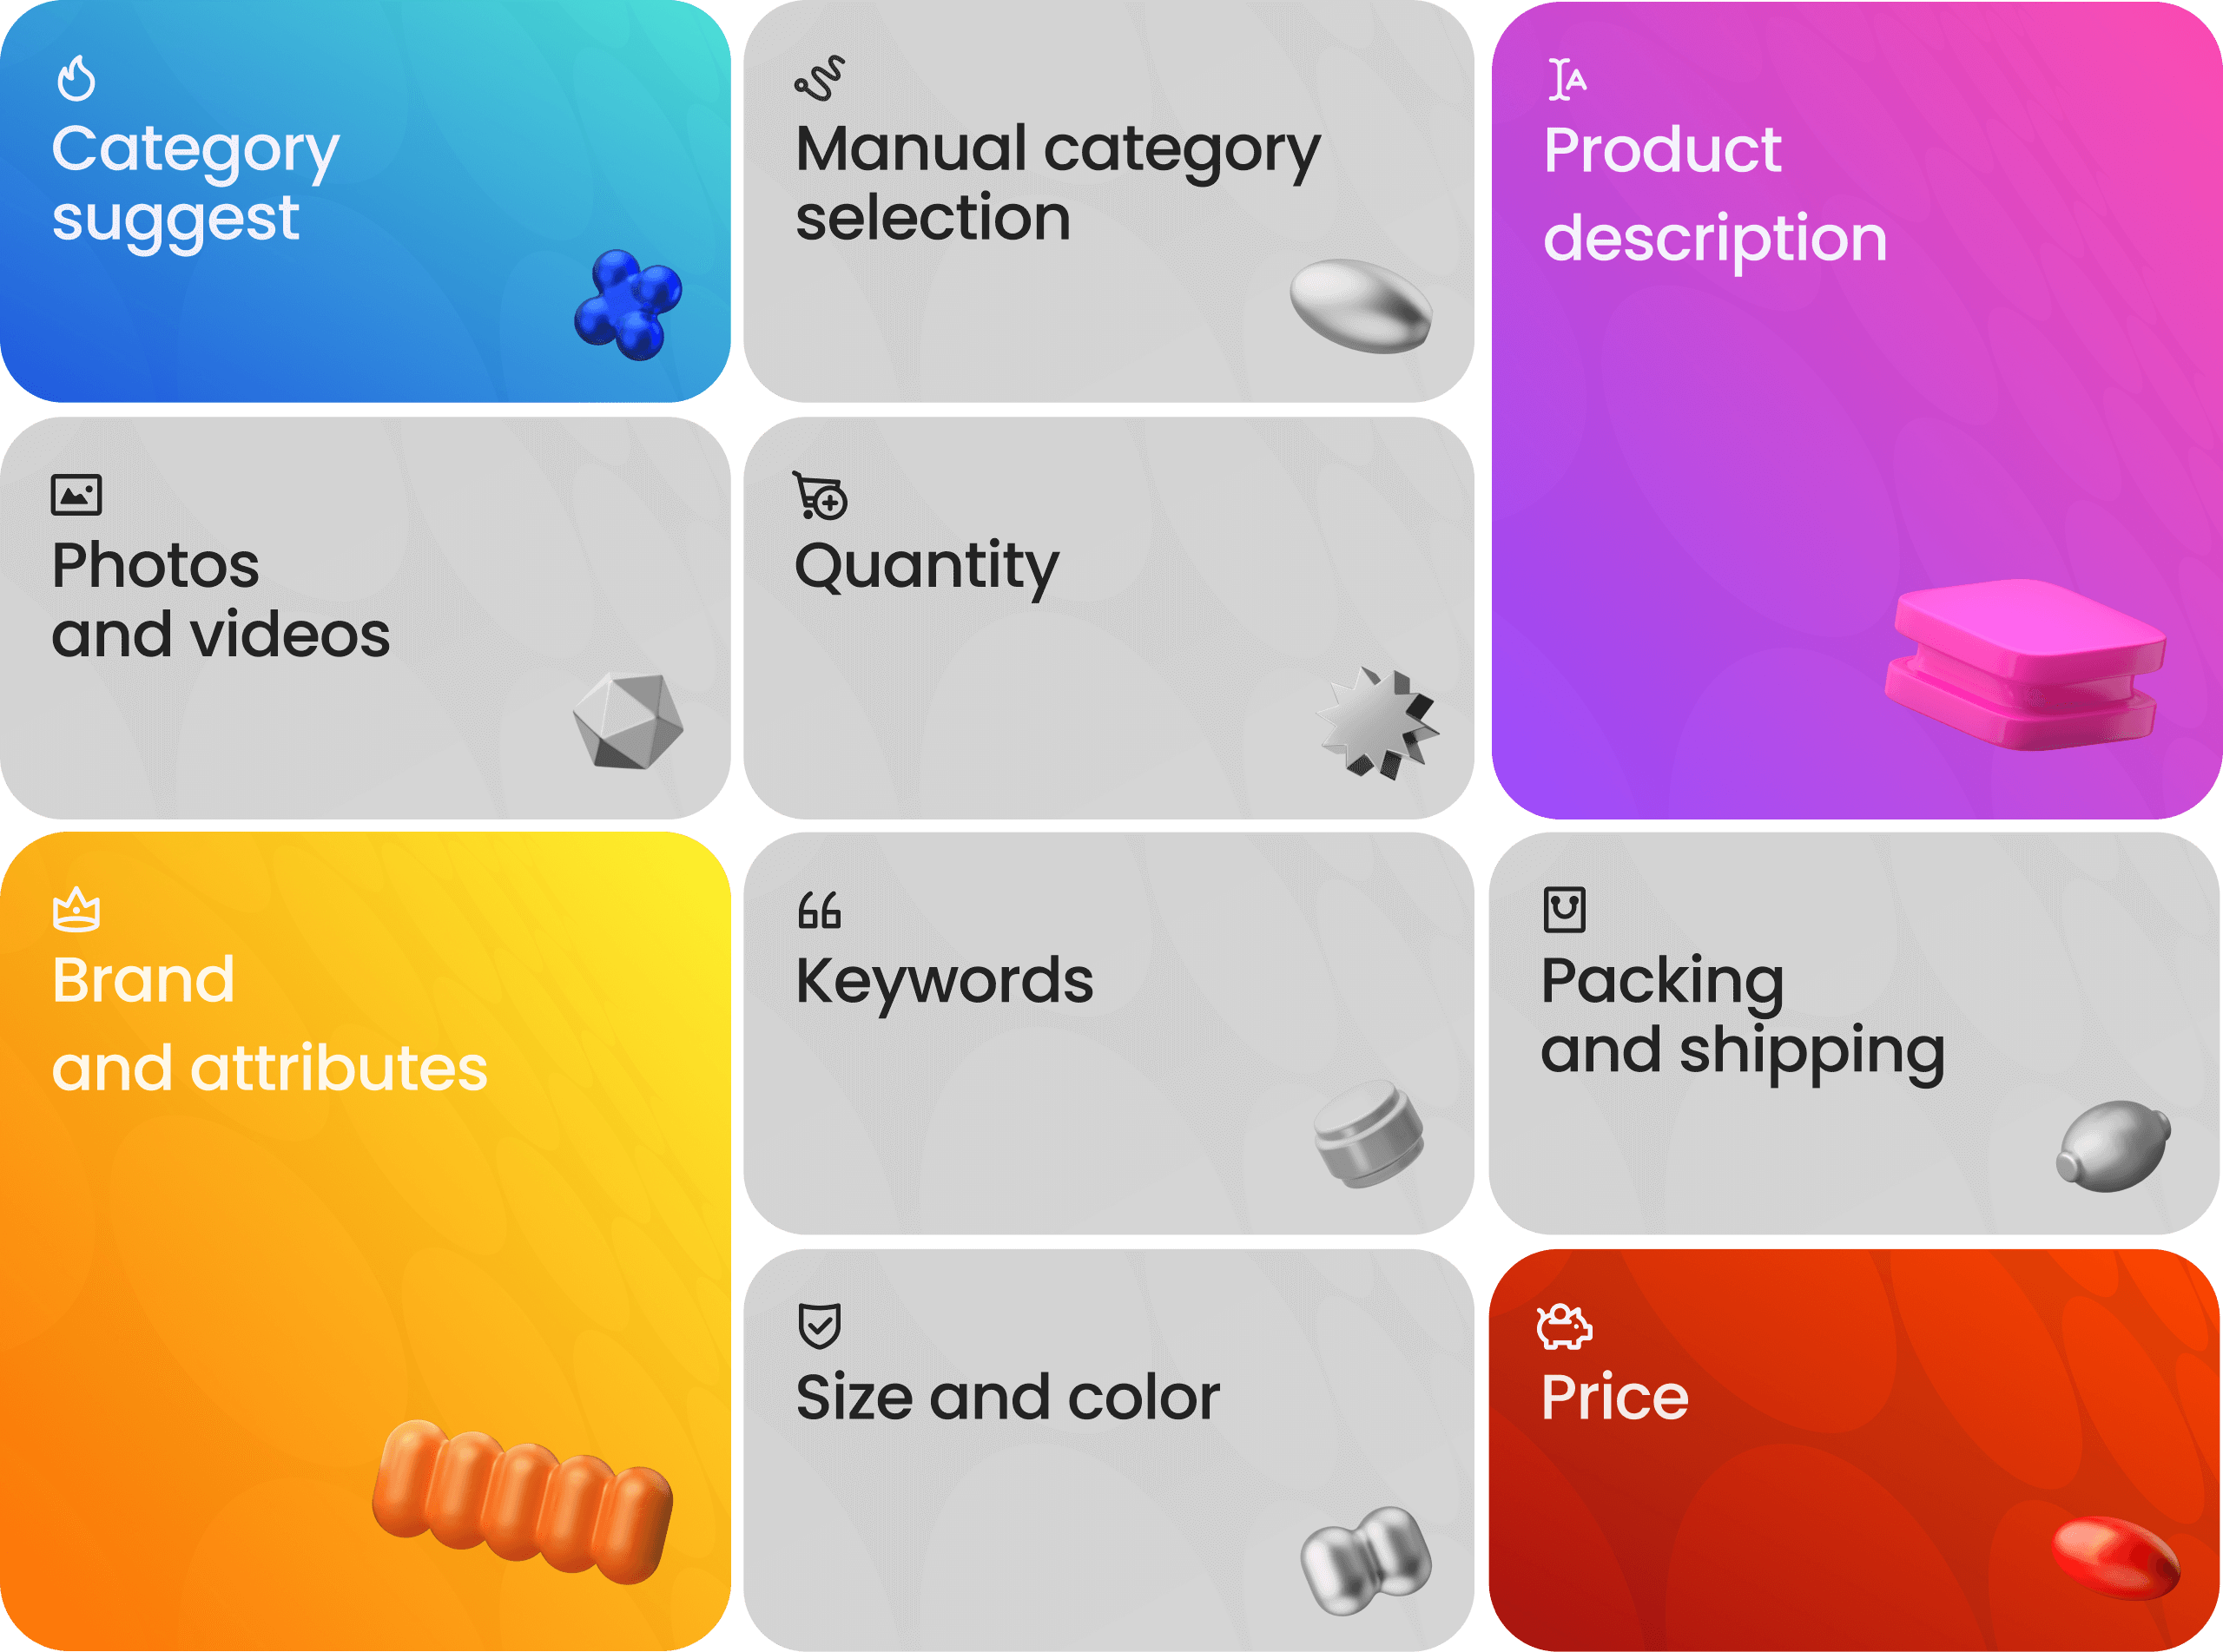 Category
suggest
Manual category
selection
Product
description
Photos
and videos
Quantity
Brand
and attributes
Keywords
Packing
and shipping
Size and color
Price